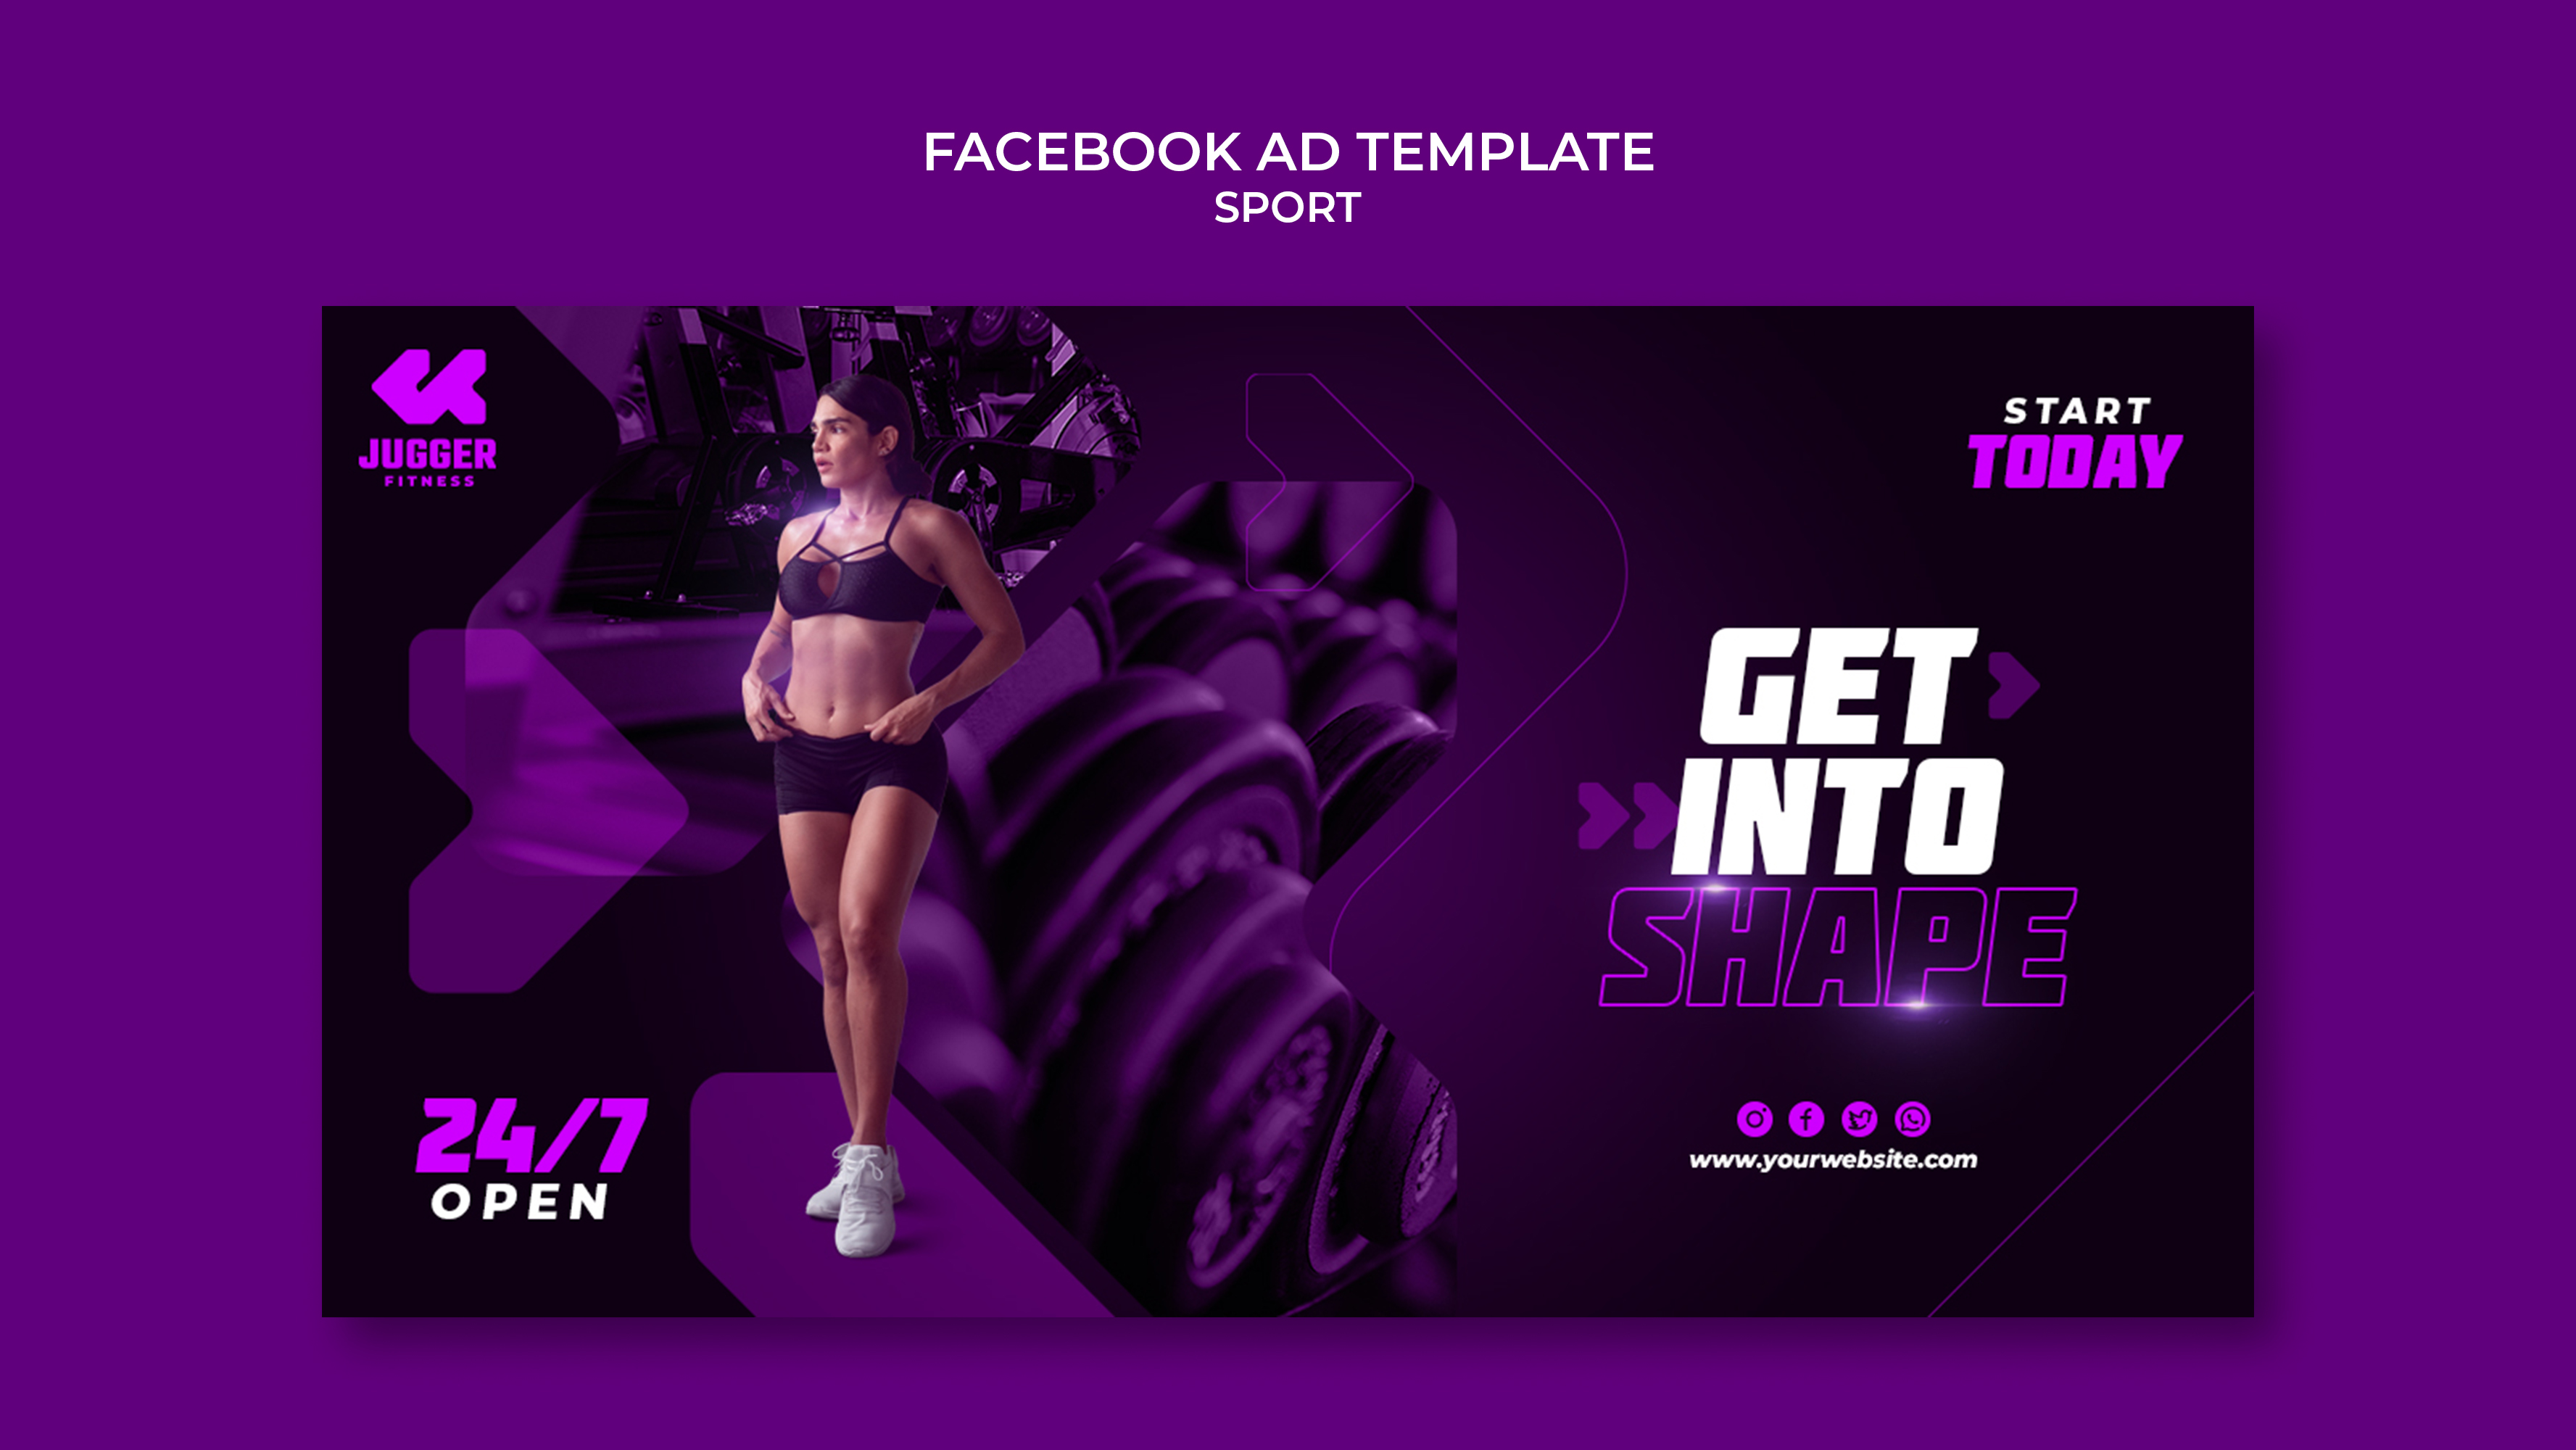 FACEBOOK AD TEMPLATE
SPORT
JUGGER
FITNESS
START
TODAY
GET
INTO
SHAPE
24/7
OPEN
www.yourwebsite.com